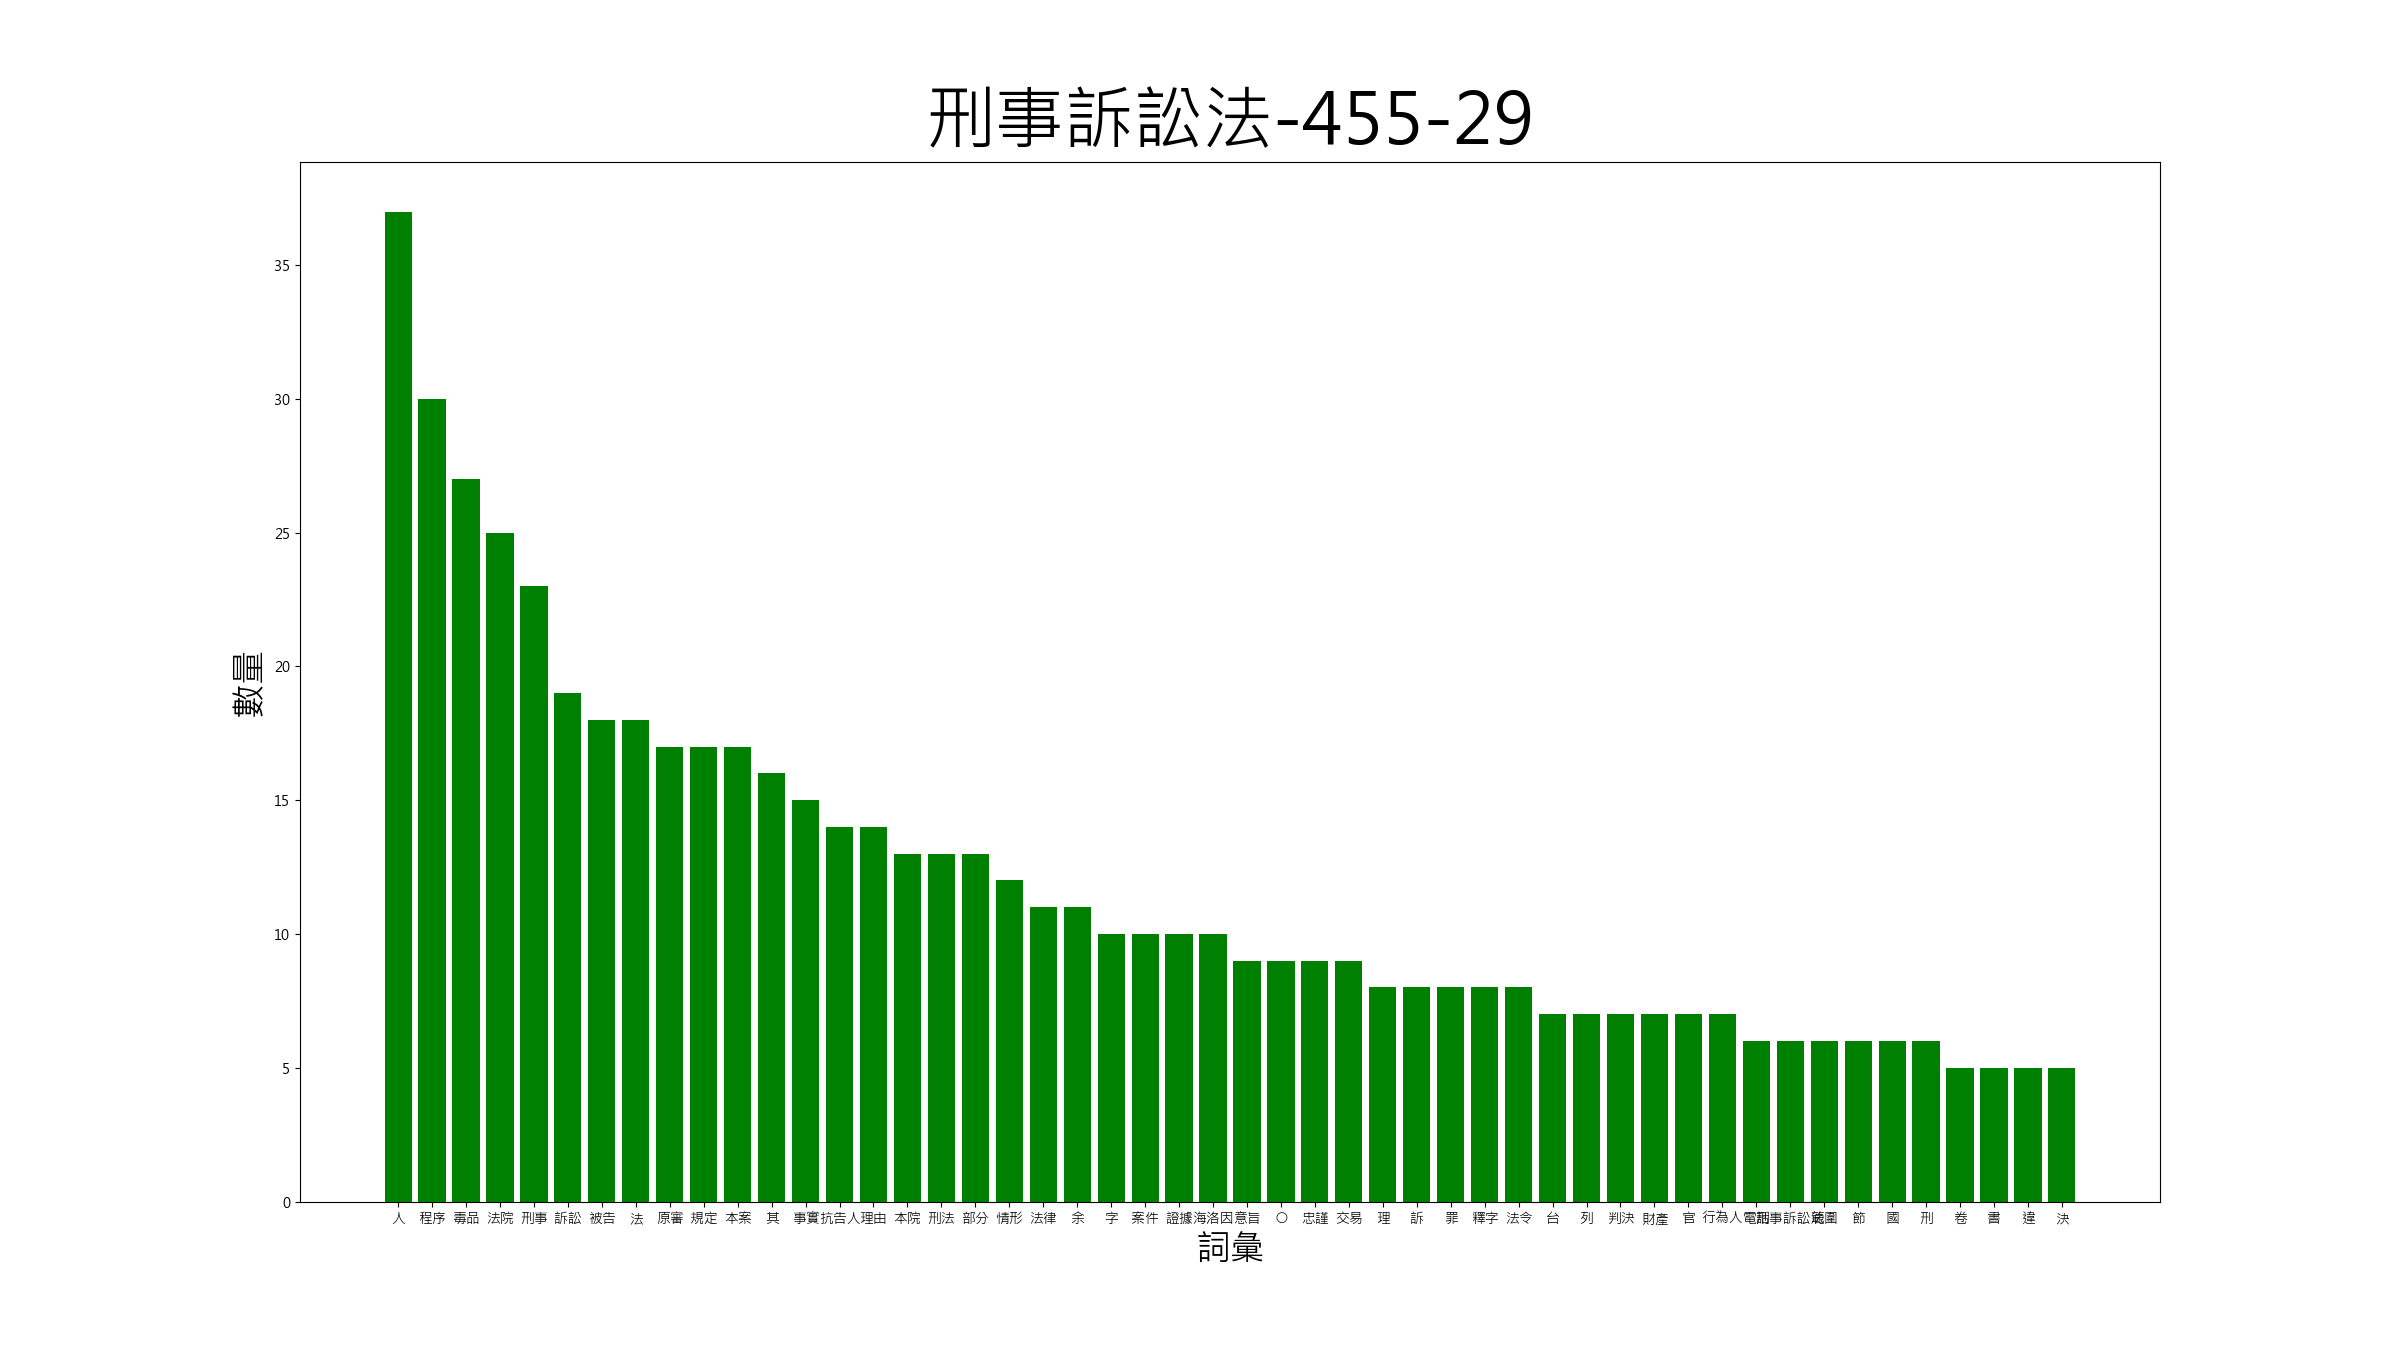 刑事訴訟法-455-29
數量
35
30
25
20
15
10
5
0
人 程序 毒品 法院 刑事 訴訟 被告 法 原審 規定 本案 其 事實 抗告人 理由 本院 刑法 部分 情形 法律 余 字 案件 證據 海洛因 意旨 〇 忠謹 交易 理 訴 罪 釋字 法令 台 列 判決 財產 官 行為人 電話 刑事訴訟法 範圍 節 國 刑 卷 書 違 決
詞彙